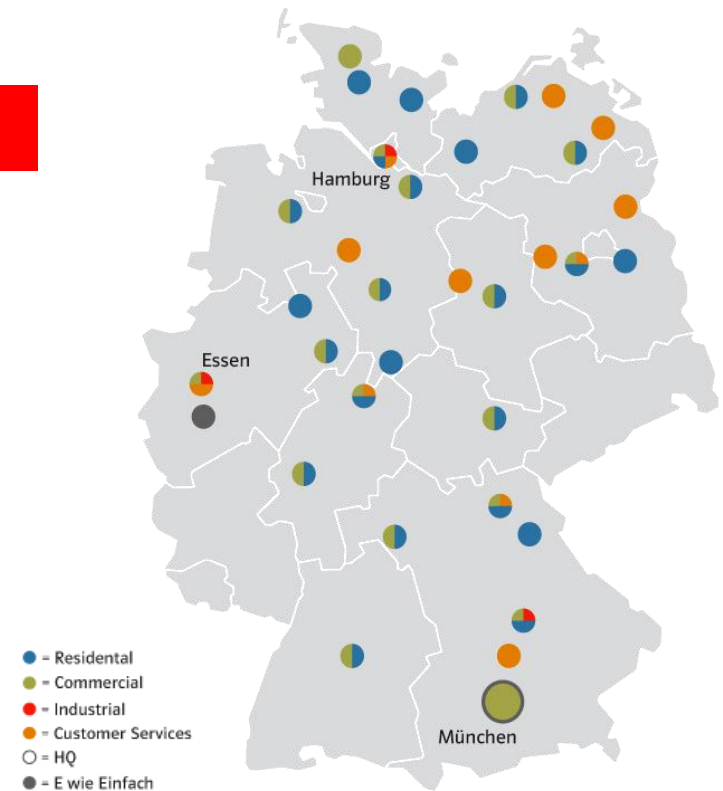 Hamburg
Essen
= Residental
= Commercial
= Industrial
= Customer Services
= HQ
= E wie Einfach
München